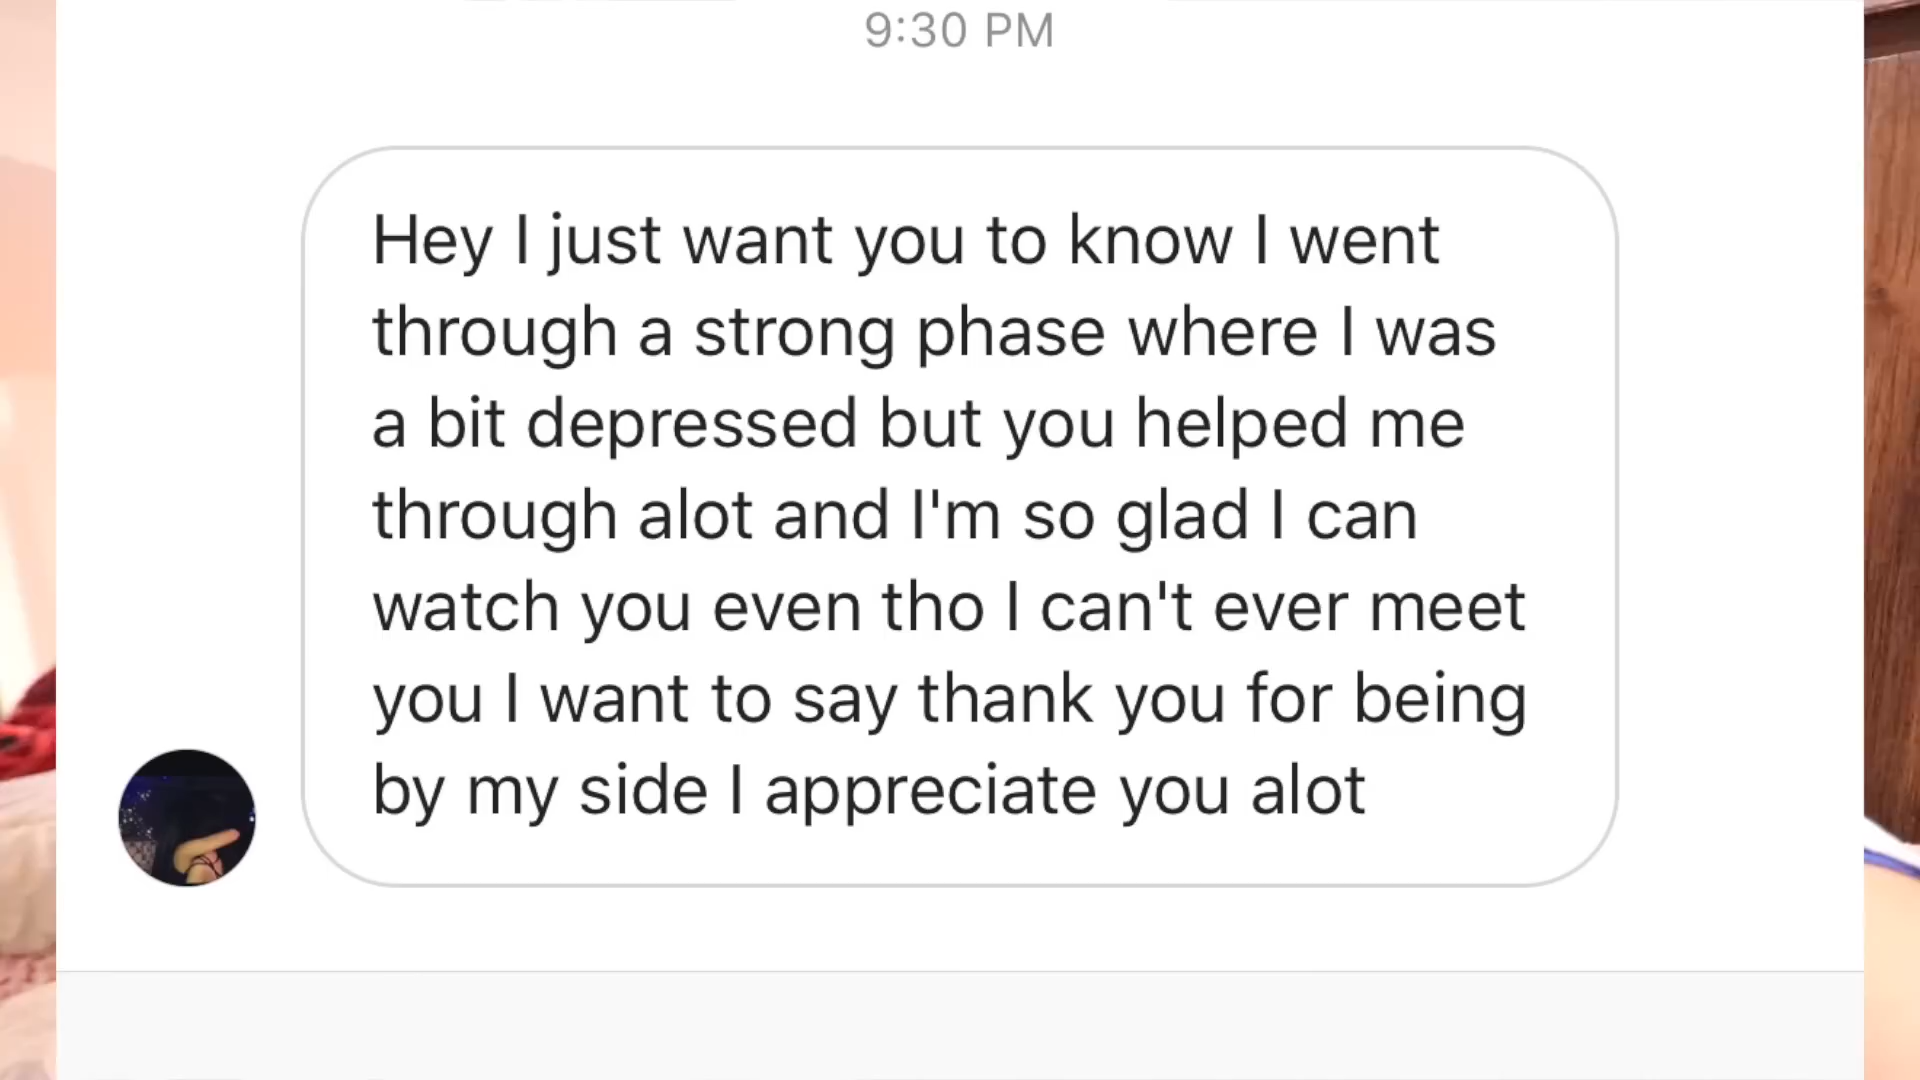 9:30 PM
Hey I just want you to know I went
through a strong phase where I was
a bit depressed but you helped me
through alot and I'm so glad I can
watch you even tho I can't ever meet
you I want to say thank you for being
by my side I appreciate you alot